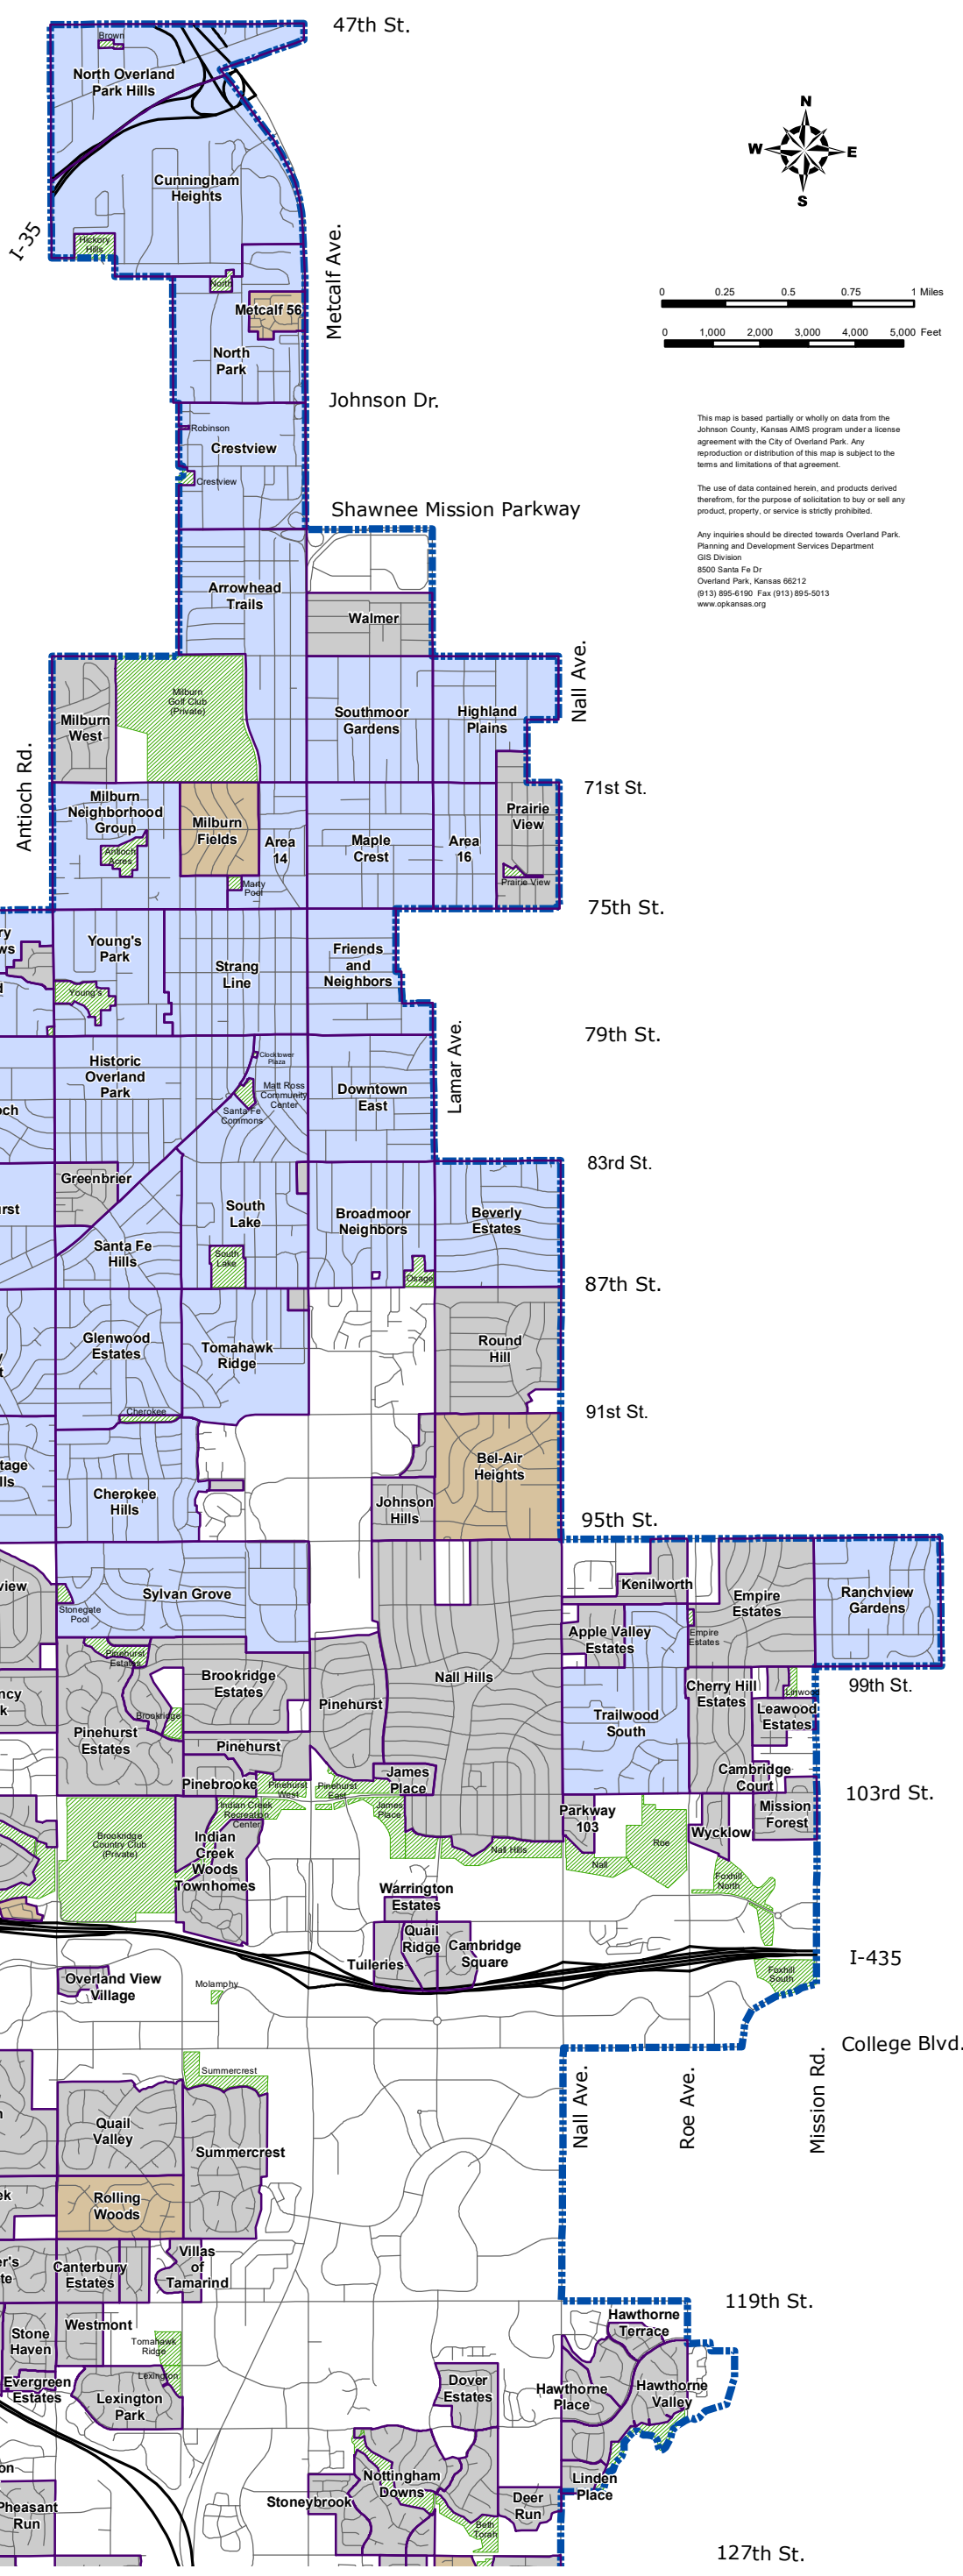 47th St.
Brown
North Overland
Park Hills
N
W
E
S
Cunningham
Heights
I-35
Hickory
Hills
Metcalf Ave.
North
Metcalf 56
North
Park
0 0.25 0.5 0.75 1 Miles
0 1,000 2,000 3,000 4,000 5,000 Feet
Johnson Dr.
Robinson
Crestview
Crestview
This map is based partially or wholly on data from the
Johnson County, Kansas AIMS program under a license
agreement with the City of Overland Park. Any
reproduction or distribution of this map is subject to the
terms and limitations of that agreement.
The use of data contained herein, and products derived
therefrom, for the purpose of solicitation to buy or sell any
product, property, or service is strictly prohibited.
Any inquiries should be directed towards Overland Park.
Planning and Development Services Department
GIS Division
8500 Santa Fe Dr
Overland Park, Kansas 66212
(913) 895-6190 Fax (913) 895-5013
www.opkansas.org
Shawnee Mission Parkway
Arrowhead
Trails
Walmer
Nall Ave.
Milburn
Golf Club
(Private)
Milburn
West
Southmoor
Gardens
Highland
Plains
Antioch Rd.
71st St.
Milburn
Neighborhood
Group
Antioch
Acres
Milburn
Fields
Area
14
Maple
Crest
Area
16
Prairie
View
Prairie View
Marty
Pool
75th St.
ry
ws
d
Young's
Park
Young's
Strang
Line
Friends
and
Neighbors
79th St.
Lamar Ave.
Historic
Overland
Park
Clocktower
Plaza
Matt Ross
Community
Center
Santa Fe
Commons
Downtown
East
och
83rd St.
Greenbrier
urst
Santa Fe
Hills
South
Lake
South
Lake
Broadmoor
Neighbors
Osage
Beverly
Estates
87th St.
Glenwood
Estates
Tomahawk
Ridge
Round
Hill
y
t
Cherokee
91st St.
tage
lls
Cherokee
Hills
Bel-Air
Heights
Johnson
Hills
95th St.
view
Stonegate
Pool
Sylvan Grove
Kenilworth
Empire
Estates
Ranchview
Gardens
Apple Valley
Estates
Empire
Estates
Pinehurst
Estates
Brookridge
Estates
Nall Hills
99th St.
ncy
k
Pinehurst
Estates
Brookridge
Pinehurst
Pinehurst
Trailwood
South
Cherry Hill
Estates
Linwood
Leawood
Estates
Cambridge
Court
Pinebrooke
Pinehurst
West
Pinehurst
East
James
Place
James
Place
103rd St.
Indian Creek
Recreation
Center
Brookridge
Country Club
(Private)
Indian
Creek
Woods
Townhomes
Parkway
103
Mission
Forest
Wycklow
Roe
Nall Hills
Nall
Foxhill
North
Warrington
Estates
Quail
Ridge
Cambridge
Square
Tuileries
I-435
Foxhill
South
Overland View
Village
Molamphy
College Blvd.
Nall Ave.
Roe Ave.
Mission Rd.
Summercrest
Quail
Valley
Summercrest
n
ek
Rolling
Woods
er's
te
Canterbury
Estates
Villas
of
Tamarind
119th St.
Stone
Haven
Westmont
Tomahawk
Ridge
Hawthorne
Terrace
Evergreen
Estates
Lexington
Lexington
Park
Dover
Estates
Hawthorne
Place
Hawthorne
Valley
on
Nottingham
Downs
Linden
Place
Stoneybrook
Deer
Run
Pheasant
Run
Beth
Torah
127th St.